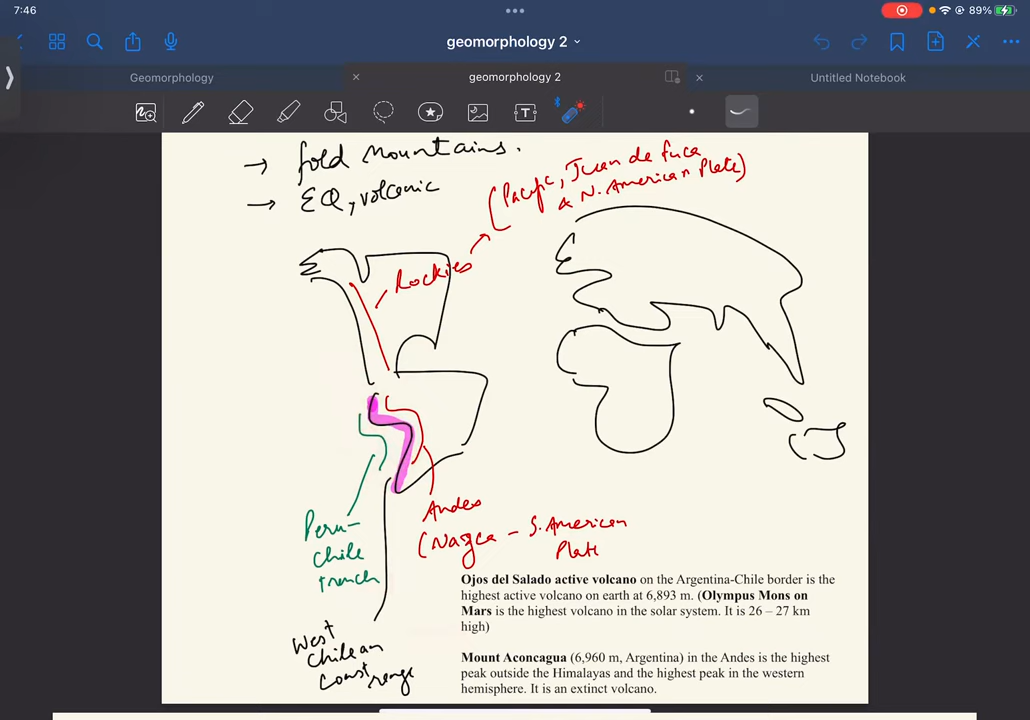 7:46
89%
geomorphology 2
Geomorphology
geomorphology 2
Untitled Notebook
→ fold mountains.
→ EQ, volcanic
(Pacific, Juan de fuca
& N. American Plate)
Rockies
Andes
(Nazca - S. American
Plate
Peru-
Chile
trench
West
Chilean
coast range
Ojos del Salado active volcano on the Argentina-Chile border is the
highest active volcano on earth at 6,893 m. (Olympus Mons on
Mars is the highest volcano in the solar system. It is 26 – 27 km
high)
Mount Aconcagua (6,960 m, Argentina) in the Andes is the highest
peak outside the Himalayas and the highest peak in the western
hemisphere. It is an extinct volcano.